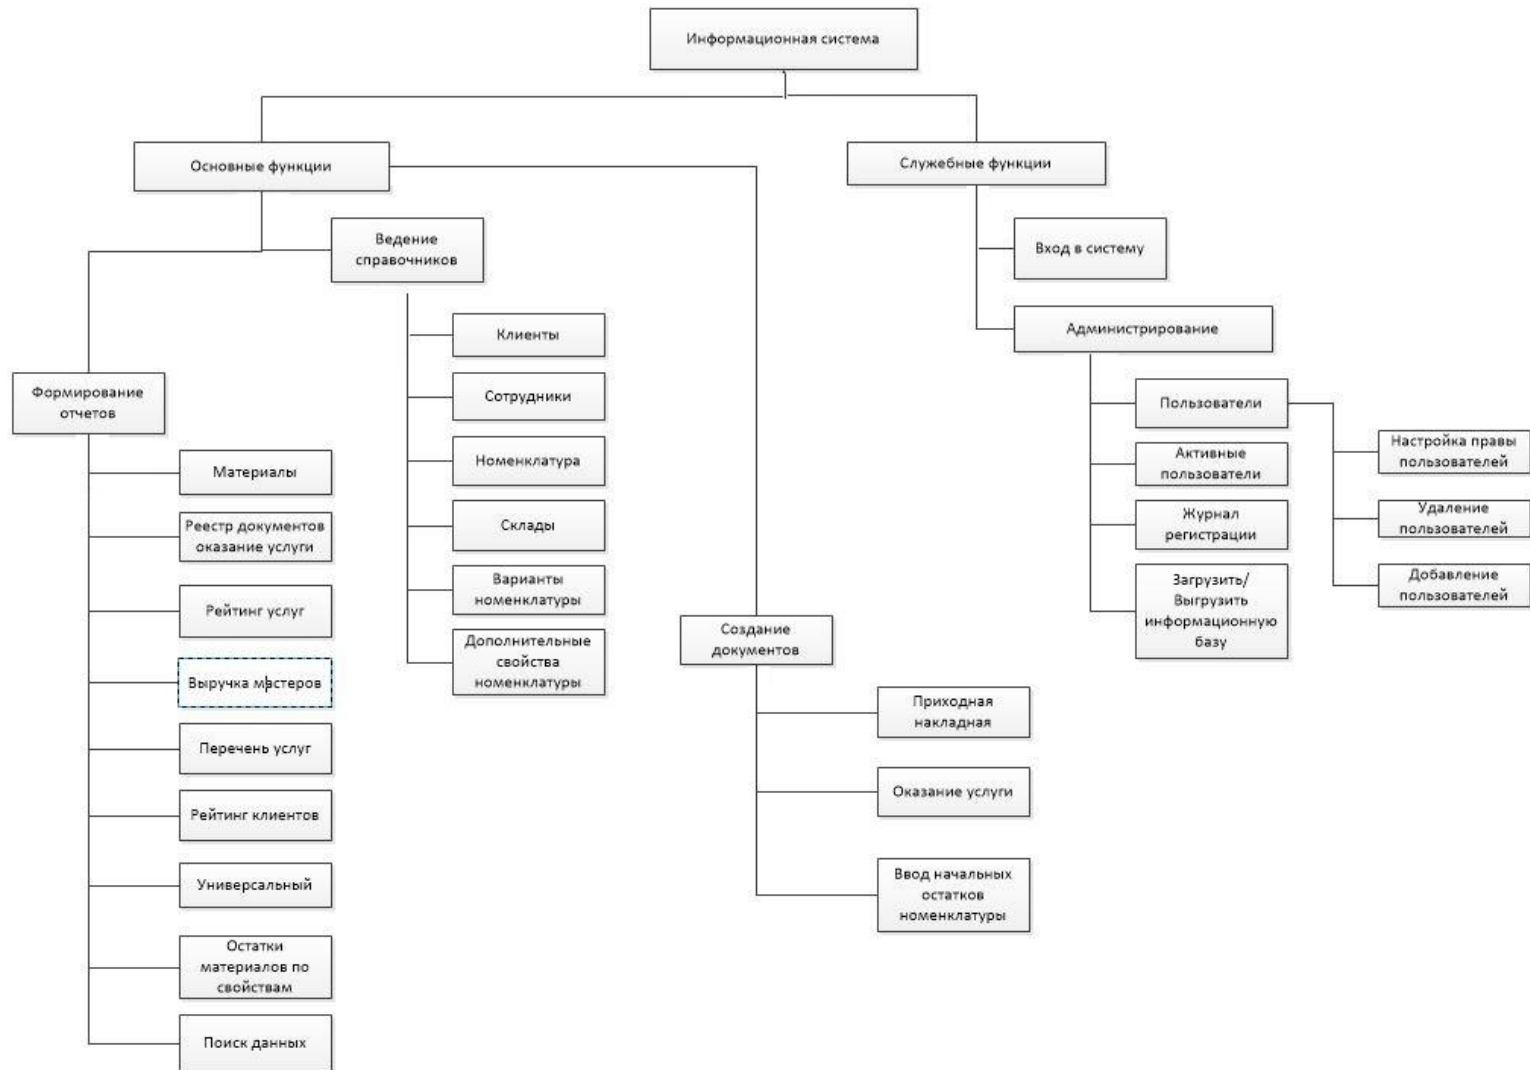 Информационная система
Основные функции
Служебные функции
Ведение
справочников
Вход в систему
Клиенты
Администрирование
Формирование
отчетов
Сотрудники
Пользователи
Номенклатура
Активные
пользователи
Настройка правы
пользователей
Материалы
Склады
Журнал
регистрации
Удаление
пользователей
Реестр документов
оказание услуги
Варианты
номенклатуры
Загрузить/
Выгрузить
информационную
базу
Добавление
пользователей
Рейтинг услуг
Дополнительные
свойства
номенклатуры
Создание
документов
Выручка мастеров
Приходная
накладная
Перечень услуг
Оказание услуги
Рейтинг клиентов
Универсальный
Ввод начальных
остатков
номенклатуры
Остатки
материалов по
свойствам
Поиск данных